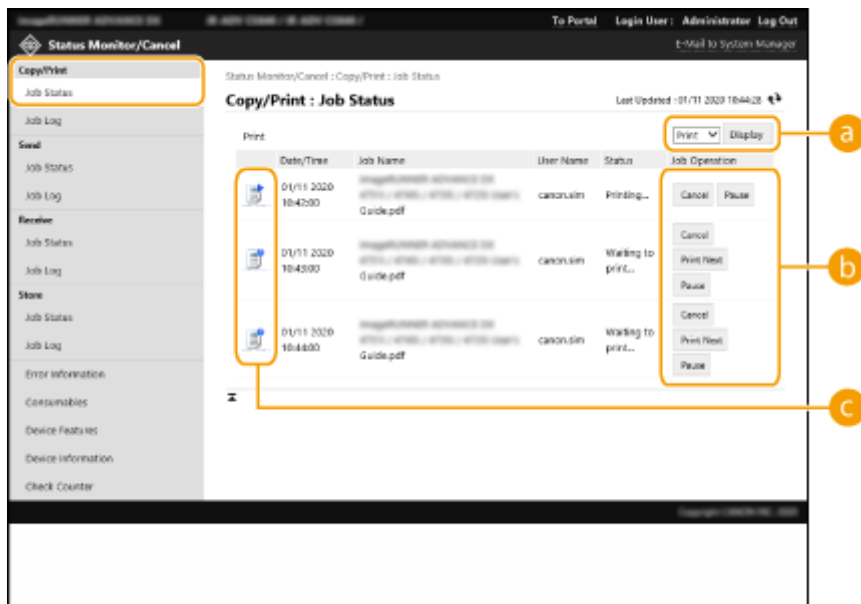 To Portal Login User : Administrator Log Out
Status Monitor/Cancel
E-Mail to System Manager
Copy/Print
Job Status
Job Log
Send
Job Status
Job Log
Receive
Job Status
Job Log
Store
Job Status
Job Log
Error Information
Consumables
Device Features
Device Information
Check Counter
Status Monitor/Cancel : Copy/Print : Job Status
Copy/Print : Job Status
Last Updated : 01/11 2020 10:44:28
Print
Print Display
Date/Time Job Name User Name Status Job Operation
01/11 2020 10:42:00
Guide.pdf
canon.sim
Printing...
Cancel Pause
01/11 2020 10:43:00
Guide.pdf
canon.sim
Waiting to print...
Cancel
Print Next
Pause
01/11 2020 10:44:00
Guide.pdf
canon.sim
Waiting to print...
Cancel
Print Next
Pause
a
b
c